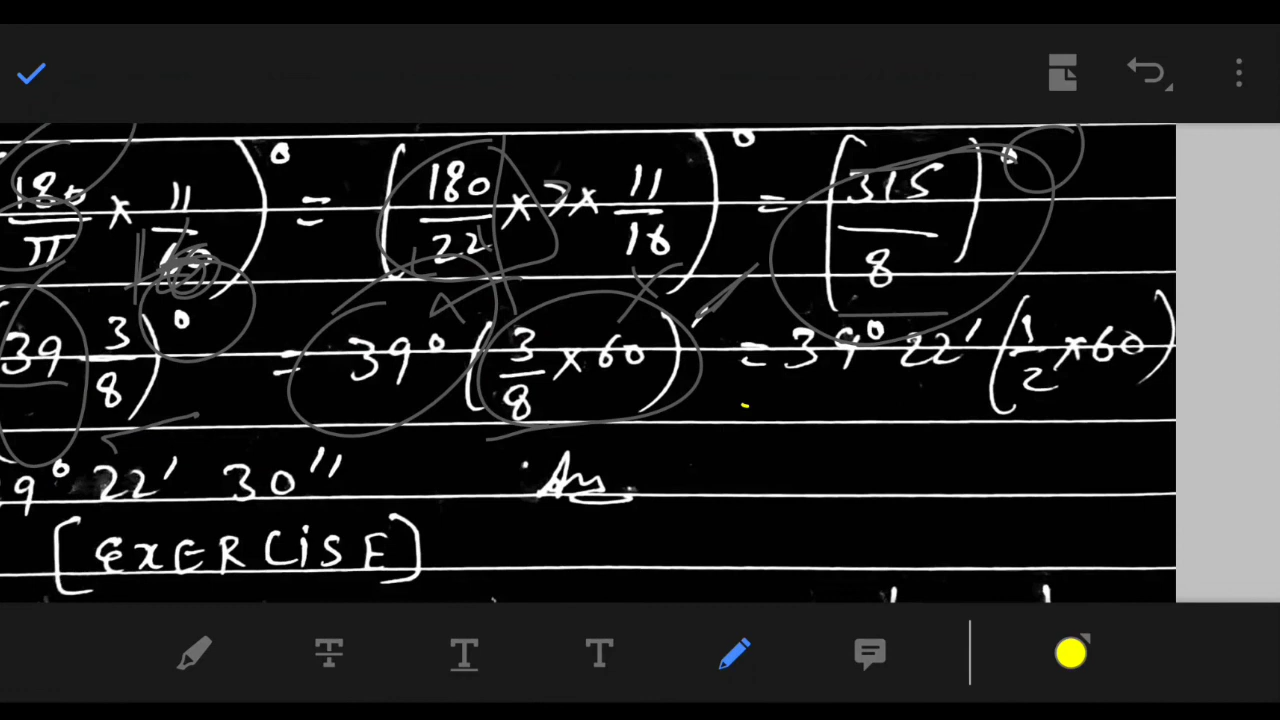 180/π × 11/16)° = (180/22 × 7 × 11/16)° = [315/8]°
39 3/8)° = 39° (3/8 × 60)' = 39° 22' (1/2 × 60)
9° 22' 30" Ans
[EXERCISE]